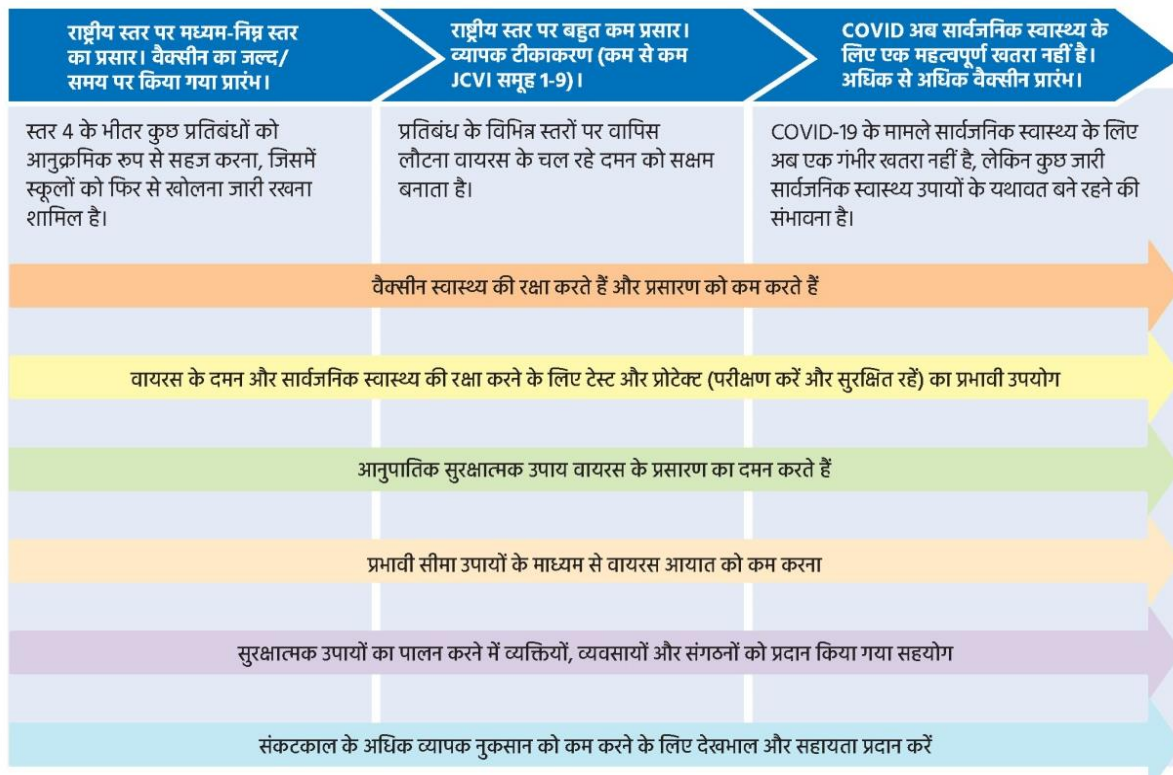 राष्ट्रीय स्तर पर मध्यम-निम्न स्तर
का प्रसार। वैक्सीन का जल्द/
समय पर किया गया प्रारंभ।
राष्ट्रीय स्तर पर बहुत कम प्रसार।
व्यापक टीकाकरण (कम से कम
JCVI समूह 1-9)।
COVID अब सार्वजनिक स्वास्थ्य के
लिए एक महत्वपूर्ण खतरा नहीं है।
अधिक से अधिक वैक्सीन प्रारंभ।
स्तर 4 के भीतर कुछ प्रतिबंधों को
आनुक्रमिक रूप से सहज करना, जिसमें
स्कूलों को फिर से खोलना जारी रखना
शामिल है।
प्रतिबंध के विभिन्न स्तरों पर वापिस
लौटना वायरस के चल रहे दमन को सक्षम
बनाता है।
COVID-19 के मामले सार्वजनिक स्वास्थ्य के लिए
अब एक गंभीर खतरा नहीं है, लेकिन कुछ जारी
सार्वजनिक स्वास्थ्य उपायों के यथावत बने रहने की
संभावना है।
वैक्सीन स्वास्थ्य की रक्षा करते हैं और प्रसारण को कम करते हैं
वायरस के दमन और सार्वजनिक स्वास्थ्य की रक्षा करने के लिए टेस्ट और प्रोटेक्ट (परीक्षण करें और सुरक्षित रहें) का प्रभावी उपयोग
आनुपातिक सुरक्षात्मक उपाय वायरस के प्रसारण का दमन करते हैं
प्रभावी सीमा उपायों के माध्यम से वायरस आयात को कम करना
सुरक्षात्मक उपायों का पालन करने में व्यक्तियों, व्यवसायों और संगठनों को प्रदान किया गया सहयोग
संकटकाल के अधिक व्यापक नुकसान को कम करने के लिए देखभाल और सहायता प्रदान करें